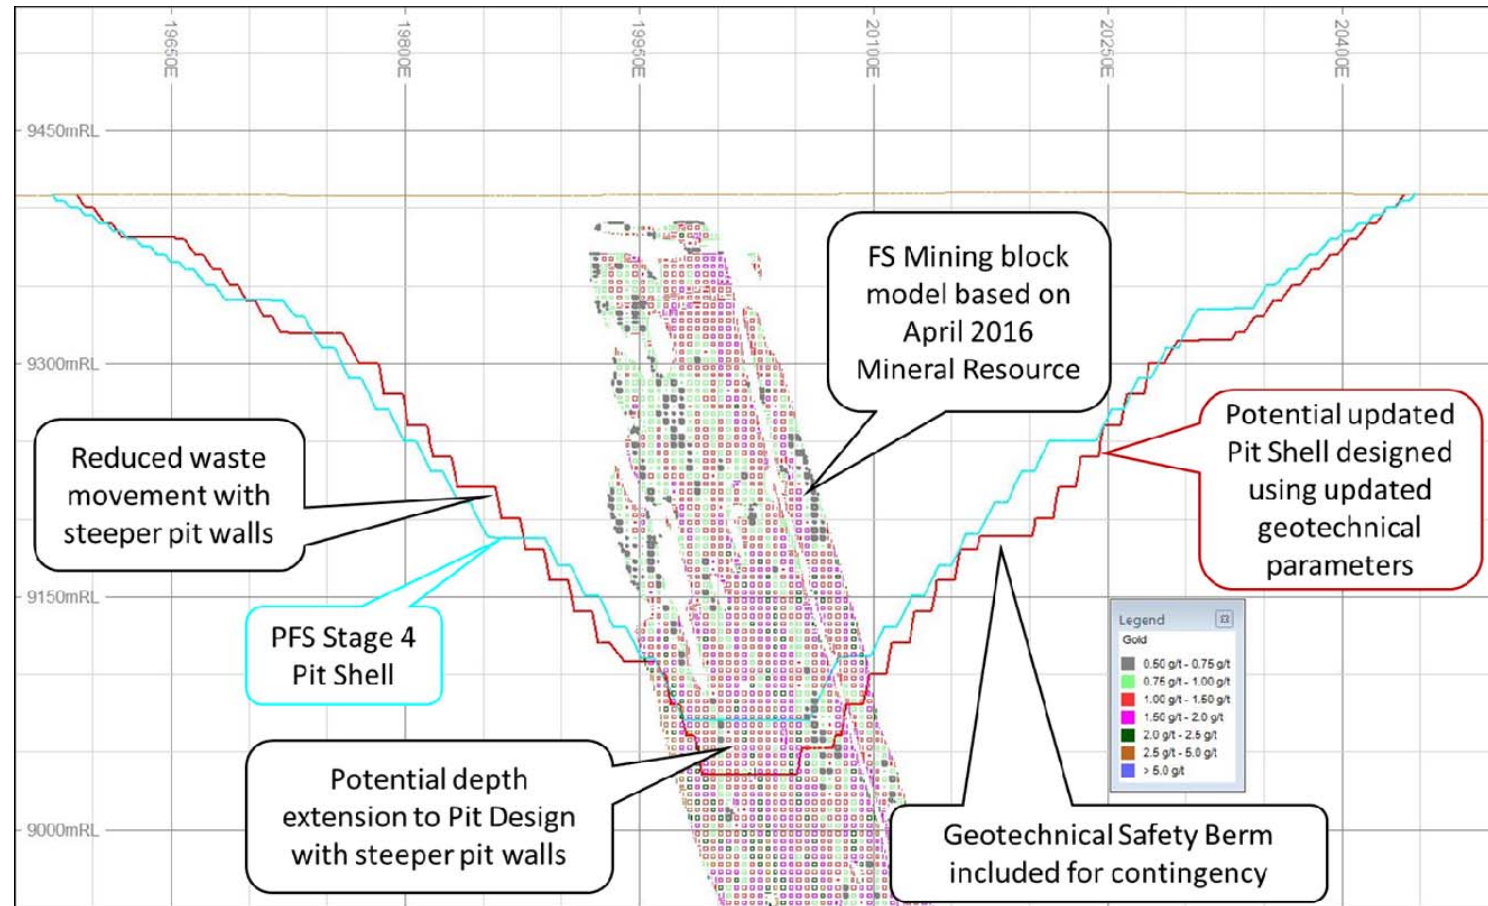 19650E
19800E
19950E
20100E
20250E
20400E
9450mRL
9300mRL
9150mRL
9000mRL
FS Mining block
model based on
April 2016
Mineral Resource
Potential updated
Pit Shell designed
using updated
geotechnical
parameters
Reduced waste
movement with
steeper pit walls
PFS Stage 4
Pit Shell
Potential depth
extension to Pit Design
with steeper pit walls
Geotechnical Safety Berm
included for contingency
Legend
Gold
0.50 g/t - 0.75 g/t
0.75 g/t - 1.00 g/t
1.00 g/t - 1.50 g/t
1.50 g/t - 2.0 g/t
2.0 g/t - 2.5 g/t
2.5 g/t - 5.0 g/t
> 5.0 g/t